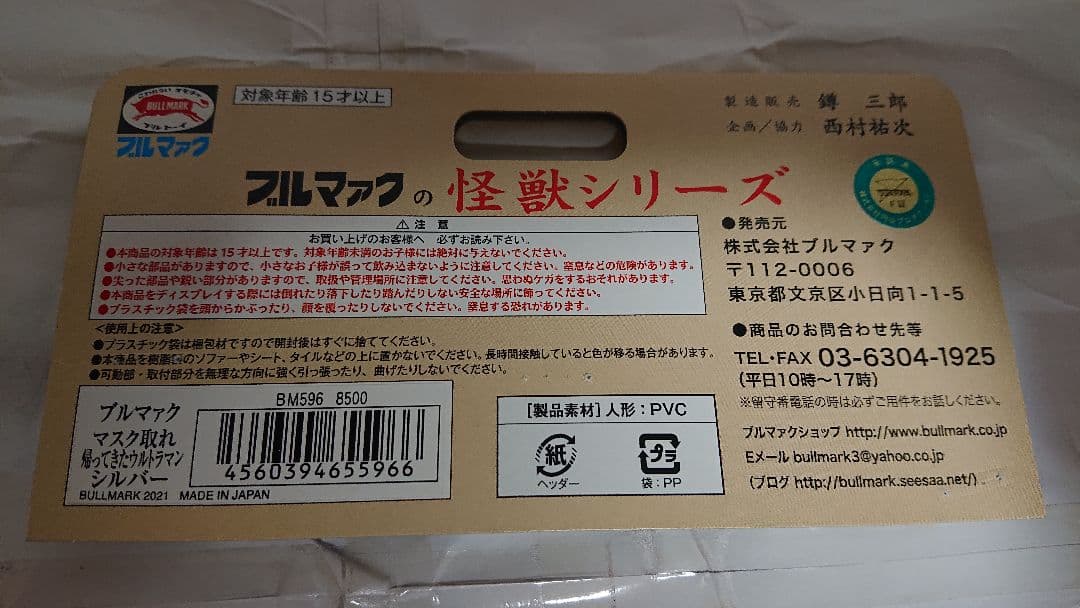 これわない オモチャ
BULLMARK
ブルトーイ
ブルマァク
対象年齢15才以上
製造販売 鐏 三郎
企画/協力 西村祐次
ブルマァクの怪獣シリーズ
⚠注 意
お買い上げのお客様へ 必ずお読み下さい。
●本商品の対象年齢は15才以上です。対象年齢未満のお子様には絶対に与えないでください。
●小さな部品がありますので、小さなお子様が誤って飲み込まないように注意してください。窒息などの危険があります。
●尖った部品や鋭い部分がありますので、取扱や管理場所に注意してください。思わぬケガをするおそれがあります。
●本商品をディスプレイする際には倒れたり落下したり踏んだりしない安全な場所に飾ってください。
●プラスチック袋を頭からかぶったり、顔を覆ったりしないでください。窒息する恐れがあります。
<使用上の注意>
●プラスチック袋は梱包材ですので開封後はすぐに捨ててください。
●本商品を樹脂製のソファーやシート、タイルなどの上に置かないでください。長時間接触していると色が移る場合があります。
●可動部・取付部分を無理な方向に強く引っ張ったり、曲げたりしないでください。
BM596 8500
ブルマァク
マスク取れ
帰ってきたウルトラマン
シルバー
4560394655966
BULLMARK 2021 MADE IN JAPAN
[製品素材]人形:PVC
紙
ヘッダー
プラ
袋:PP
●発売元
株式会社ブルマァク
〒112-0006
東京都文京区小日向1-1-5
●商品のお問合わせ先等
TEL・FAX 03-6304-1925
(平日10時〜17時)
※留守番電話の時は必ずご用件をお話しください。
ブルマァクショップ http://www.bullmark.co.jp
Eメール bullmark3@yahoo.co.jp
(ブログ http://bullmark.seesaa.net/)